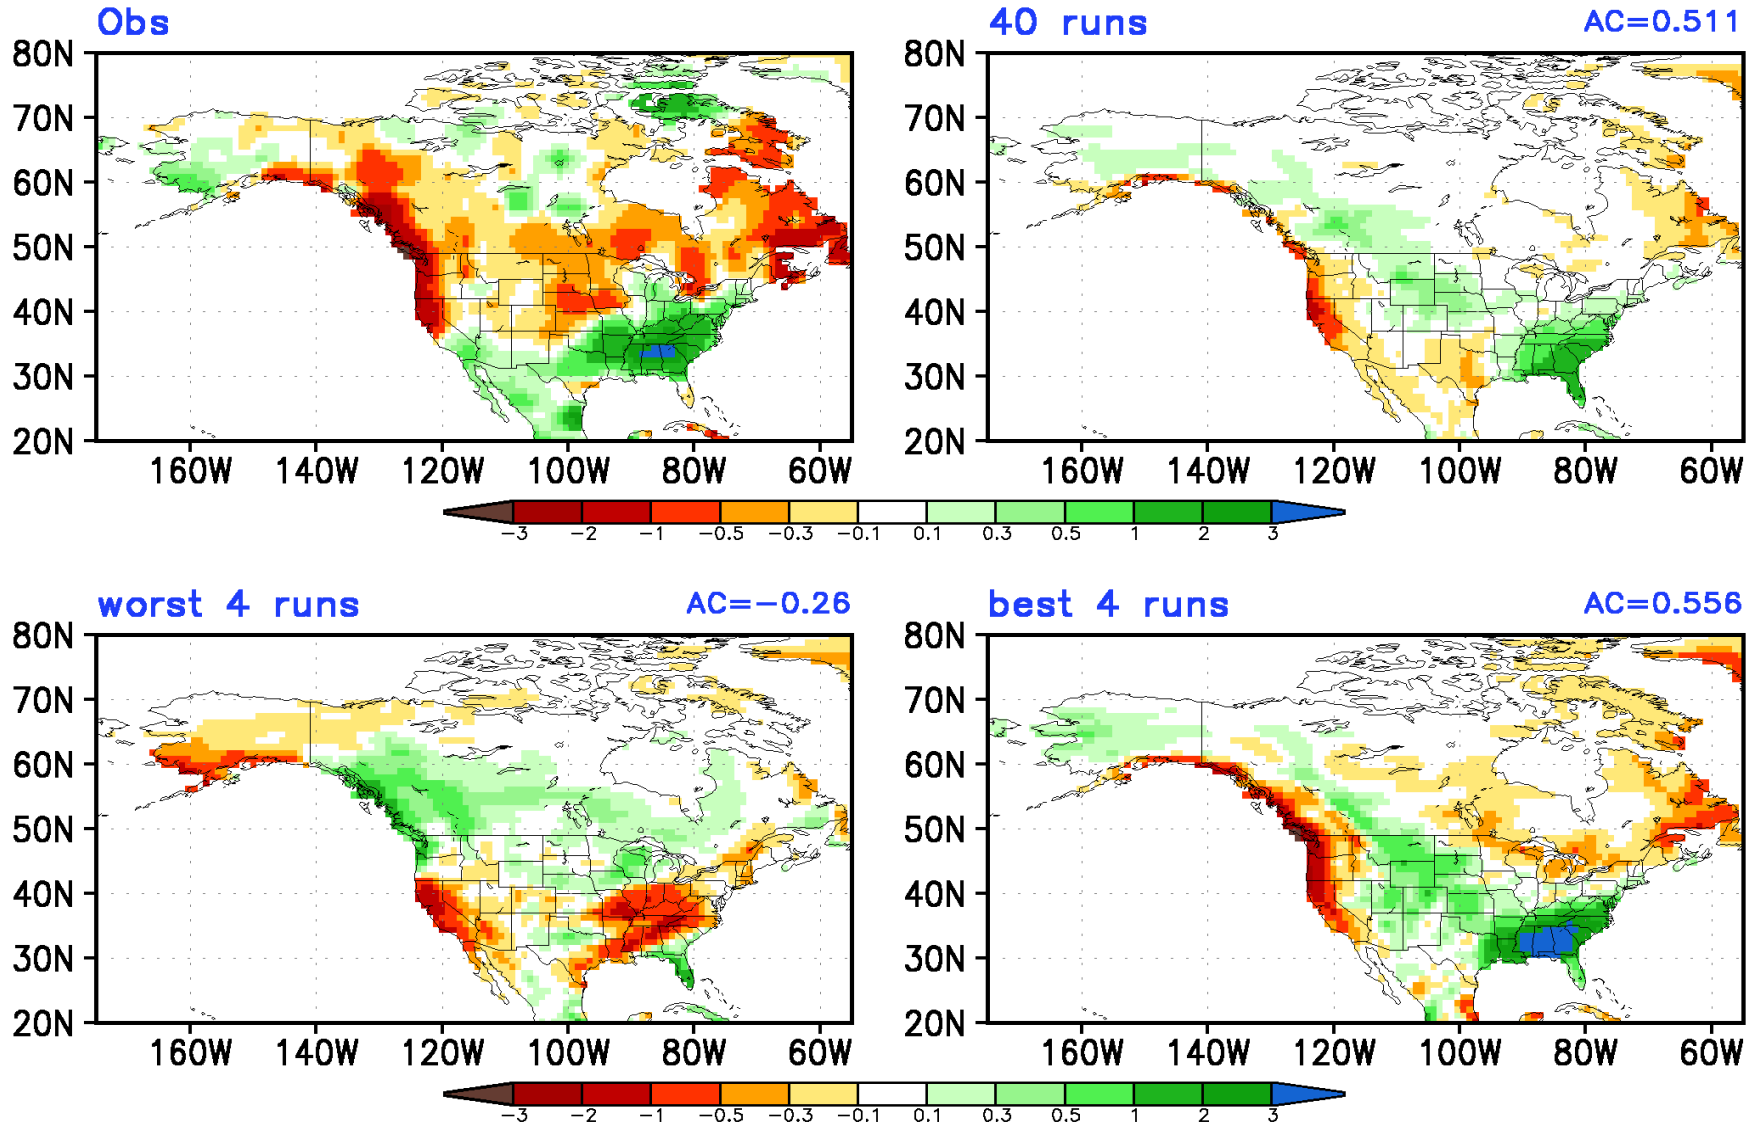 Obs
40 runs AC=0.511
80N 80N
70N 70N
60N 60N
50N 50N
40N 40N
30N 30N
20N 20N
160W 140W 120W 100W 80W 60W 160W 140W 120W 100W 80W 60W
-3 -2 -1 -0.5 -0.3 -0.1 0.1 0.3 0.5 1 2 3
worst 4 runs AC=-0.26 best 4 runs AC=0.556
80N 80N
70N 70N
60N 60N
50N 50N
40N 40N
30N 30N
20N 20N
160W 140W 120W 100W 80W 60W 160W 140W 120W 100W 80W 60W
-3 -2 -1 -0.5 -0.3 -0.1 0.1 0.3 0.5 1 2 3